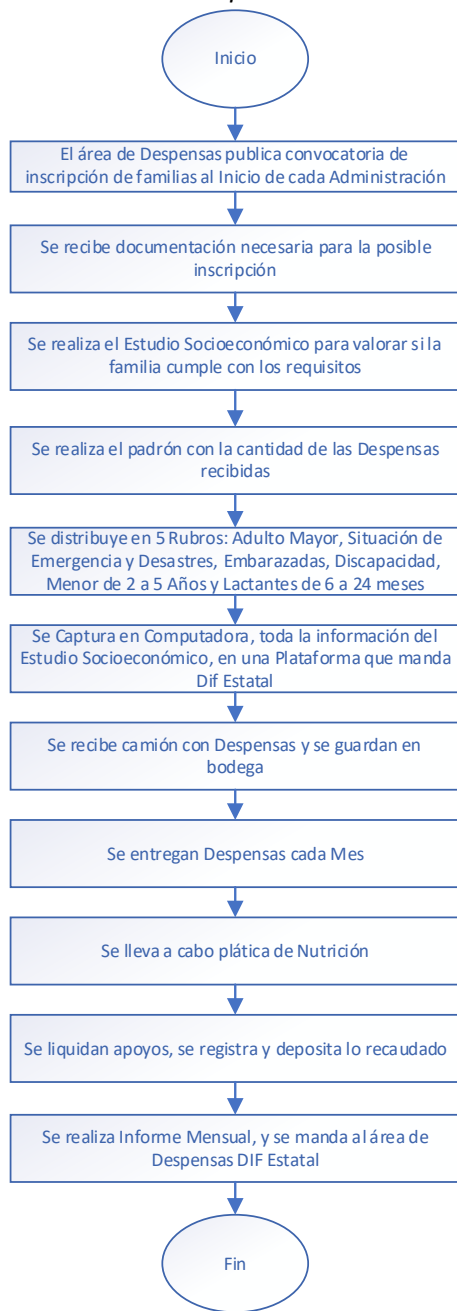 Inicio
El área de Despensas publica convocatoria de
inscripción de familias al Inicio de cada Administración
Se recibe documentación necesaria para la posible
inscripción
Se realiza el Estudio Socioeconómico para valorar si la
familia cumple con los requisitos
Se realiza el padrón con la cantidad de las Despensas
recibidas
Se distribuye en 5 Rubros: Adulto Mayor, Situación de
Emergencia y Desastres, Embarazadas, Discapacidad,
Menor de 2 a 5 Años y Lactantes de 6 a 24 meses
Se Captura en Computadora, toda la información del
Estudio Socioeconómico, en una Plataforma que manda
Dif Estatal
Se recibe camión con Despensas y se guardan en
bodega
Se entregan Despensas cada Mes
Se lleva a cabo plática de Nutrición
Se liquidan apoyos, se registra y deposita lo recaudado
Se realiza Informe Mensual, y se manda al área de
Despensas DIF Estatal
Fin